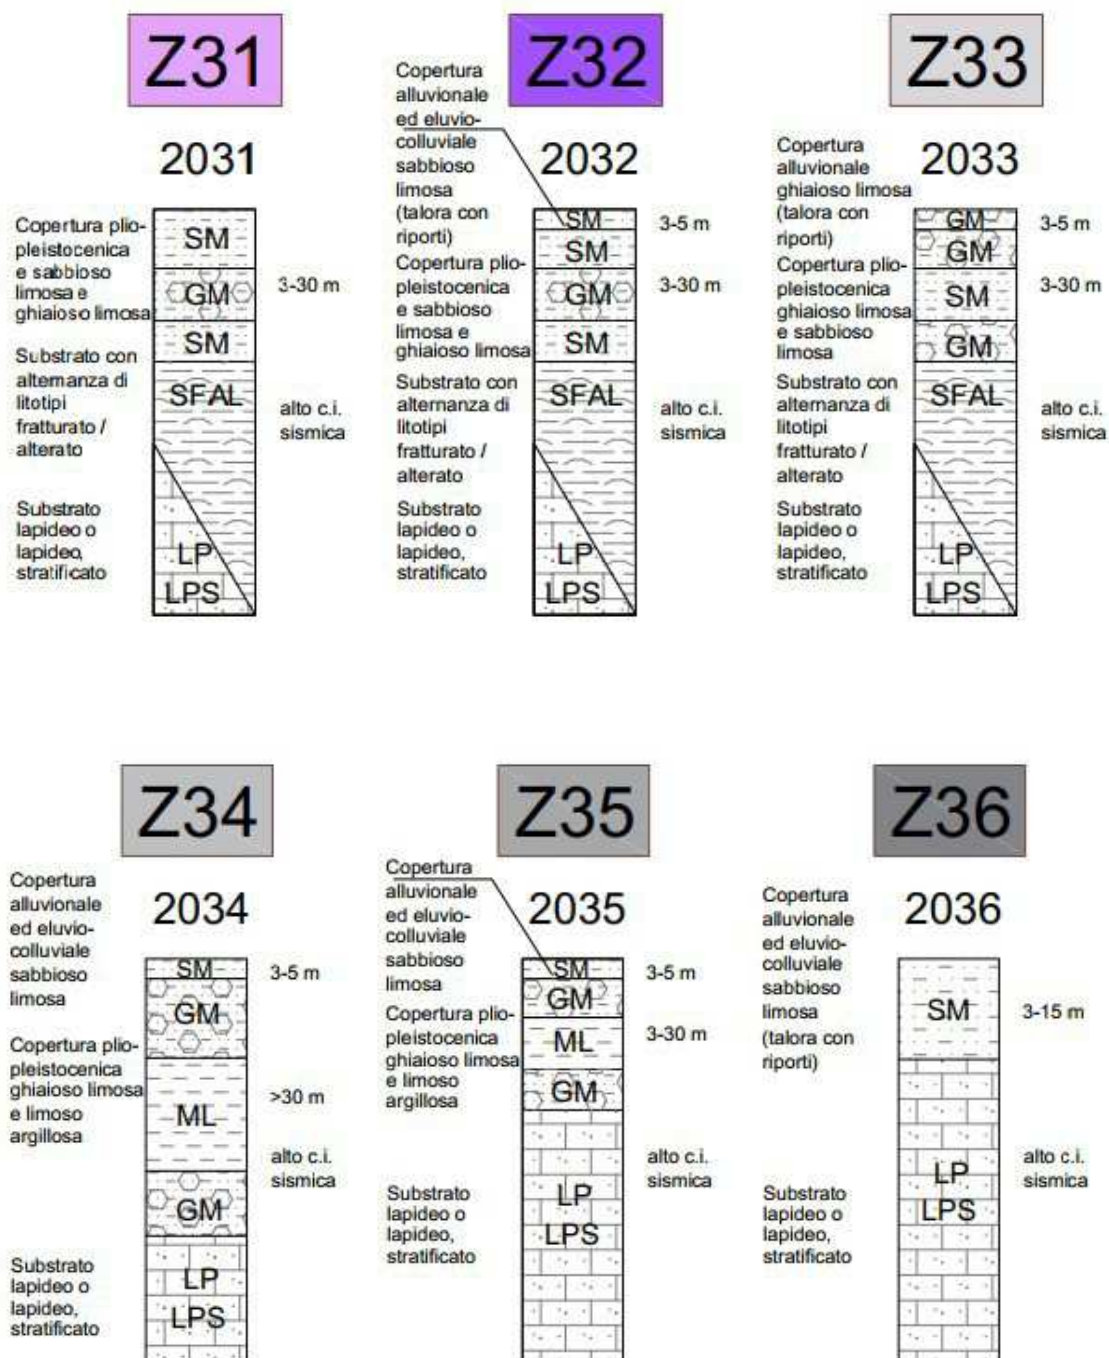 Z31
2031
Copertura plio-
pleistocenica
e sabbioso
limosa e
ghiaioso limosa
Substrato con
alternanza di
litotipi
fratturato /
alterato
Substrato
lapideo o
lapideo,
stratificato
SM
GM
SM
SFAL
LP
LPS
3-30 m
alto c.i.
sismica
Z32
2032
Copertura
alluvionale
ed eluvio-
colluviale
sabbioso
limosa
(talora con
riporti)
Copertura plio-
pleistocenica
e sabbioso
limosa e
ghiaioso limosa
Substrato con
alternanza di
litotipi
fratturato /
alterato
Substrato
lapideo o
lapideo,
stratificato
SM
SM
GM
SM
SFAL
LP
LPS
3-5 m
3-30 m
alto c.i.
sismica
Z33
2033
Copertura
alluvionale
ghiaioso limosa
(talora con
riporti)
Copertura plio-
pleistocenica
ghiaioso limosa
e sabbioso
limosa
Substrato con
alternanza di
litotipi
fratturato /
alterato
Substrato
lapideo o
lapideo,
stratificato
GM
GM
SM
GM
SFAL
LP
LPS
3-5 m
3-30 m
alto c.i.
sismica
Z34
2034
Copertura
alluvionale
ed eluvio-
colluviale
sabbioso
limosa
Copertura plio-
pleistocenica
ghiaioso limosa
e limoso
argillosa
Substrato
lapideo o
lapideo,
stratificato
SM
GM
ML
GM
LP
LPS
3-5 m
>30 m
alto c.i.
sismica
Z35
2035
Copertura
alluvionale
ed eluvio-
colluviale
sabbioso
limosa
Copertura plio-
pleistocenica
ghiaioso limosa
e limoso
argillosa
Substrato
lapideo o
lapideo,
stratificato
SM
GM
ML
GM
LP
LPS
3-5 m
3-30 m
alto c.i.
sismica
Z36
2036
Copertura
alluvionale
ed eluvio-
colluviale
sabbioso
limosa
(talora con
riporti)
Substrato
lapideo o
lapideo,
stratificato
SM
LP
LPS
3-15 m
alto c.i.
sismica